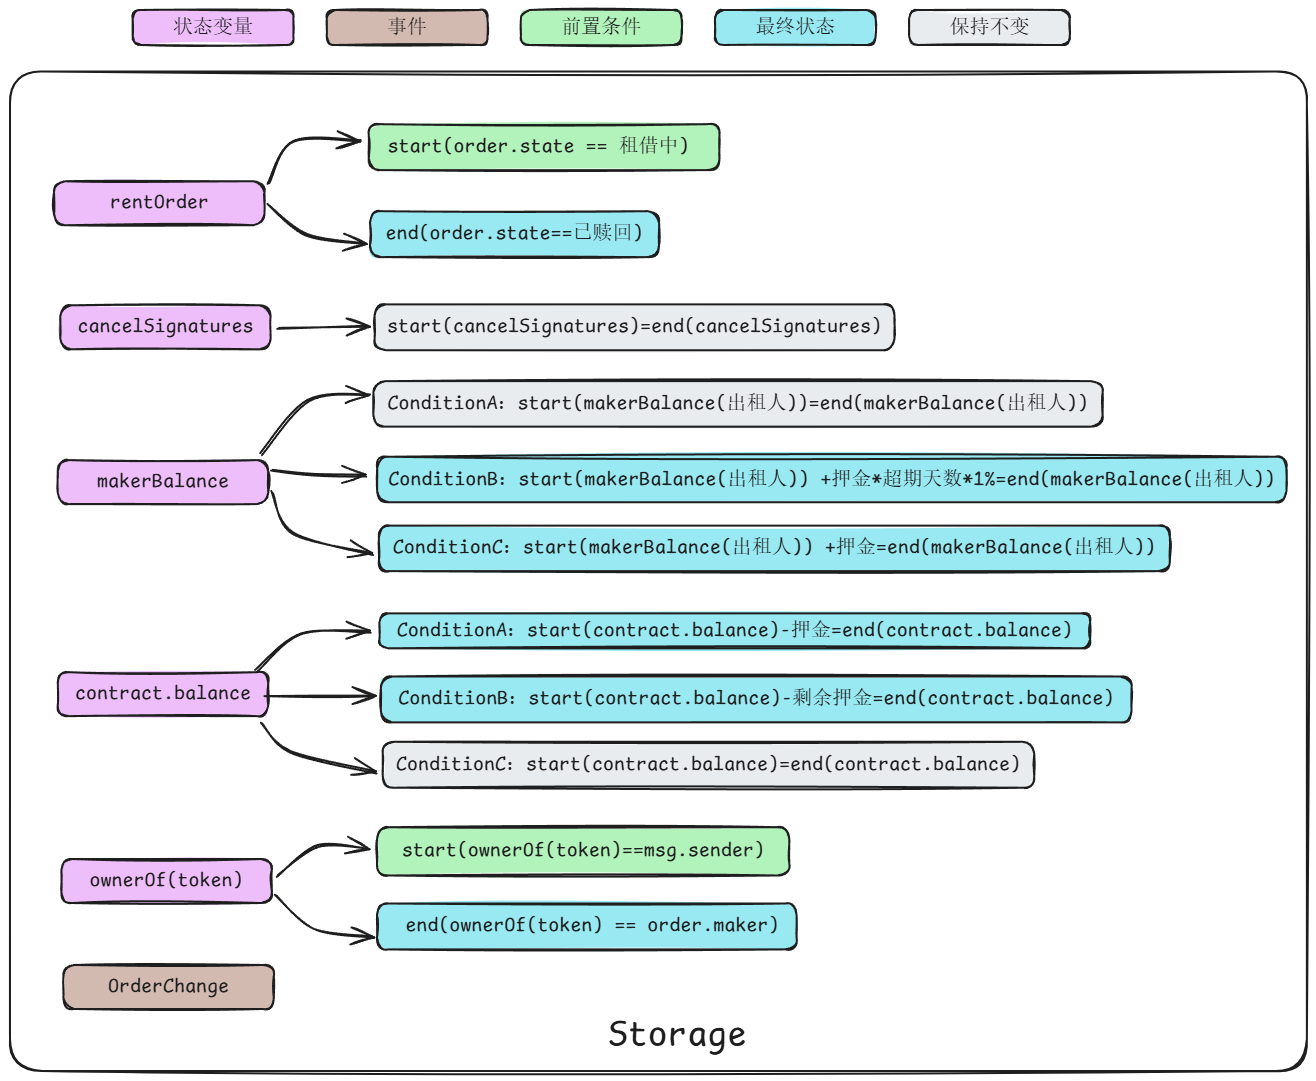 状态变量
事件
前置条件
最终状态
保持不变
rentOrder
start(order.state == 租借中)
end(order.state==已赎回)
cancelSignatures
start(cancelSignatures)=end(cancelSignatures)
makerBalance
ConditionA: start(makerBalance(出租人))=end(makerBalance(出租人))
ConditionB: start(makerBalance(出租人)) +押金*超期天数*1%=end(makerBalance(出租人))
ConditionC: start(makerBalance(出租人)) +押金=end(makerBalance(出租人))
contract.balance
ConditionA: start(contract.balance)-押金=end(contract.balance)
ConditionB: start(contract.balance)-剩余押金=end(contract.balance)
ConditionC: start(contract.balance)=end(contract.balance)
ownerOf(token)
start(ownerOf(token)==msg.sender)
end(ownerOf(token) == order.maker)
OrderChange
Storage